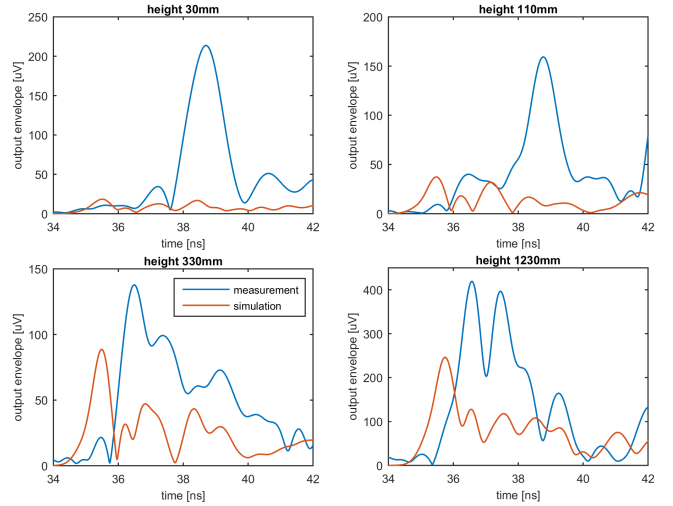 height 30mm
output envelope [uV]
250
200
150
100
50
0
34 36 38 40 42
time [ns]
height 110mm
output envelope [uV]
200
150
100
50
0
34 36 38 40 42
time [ns]
height 330mm
output envelope [uV]
150
100
50
0
measurement
simulation
34 36 38 40 42
time [ns]
height 1230mm
output envelope [uV]
400
300
200
100
0
34 36 38 40 42
time [ns]